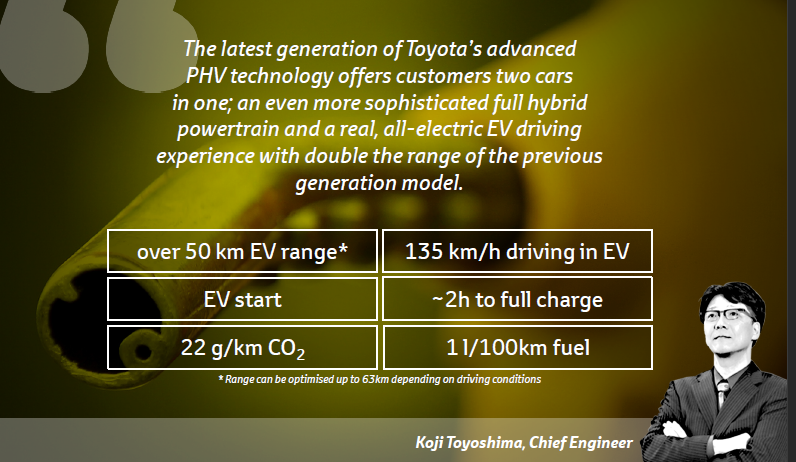 The latest generation of Toyota's advanced
PHV technology offers customers two cars
in one; an even more sophisticated full hybrid
powertrain and a real, all-electric EV driving
experience with double the range of the previous
generation model.
over 50 km EV range*
135 km/h driving in EV
EV start
~2h to full charge
22 g/km CO₂
1 l/100km fuel
* Range can be optimised up to 63km depending on driving conditions
Koji Toyoshima, Chief Engineer